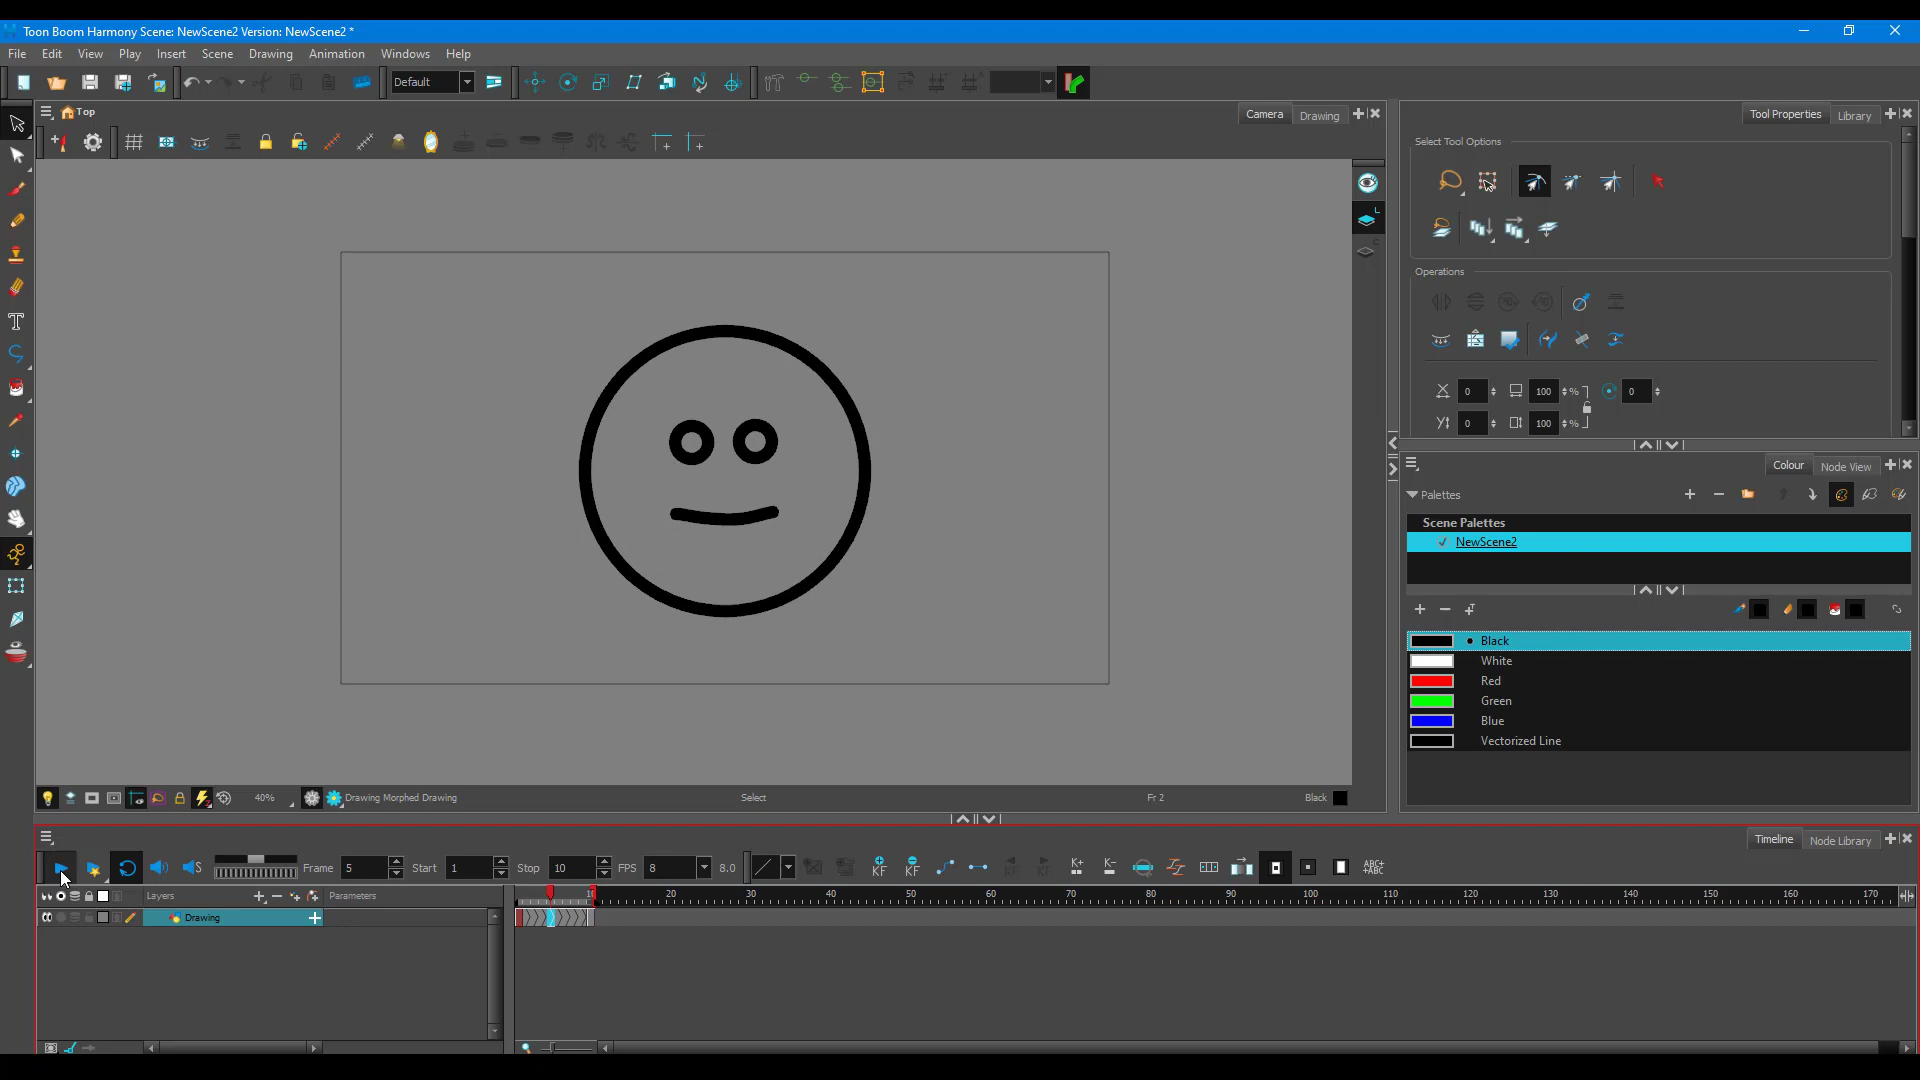 Toon Boom Harmony Scene: NewScene2 Version: NewScene2 *
File Edit View Play Insert Scene Drawing Animation Windows Help
Default
Top
Camera Drawing
Tool Properties Library
Select Tool Options
Operations
0 100 % 0
0 100 %
Colour Node View
Palettes
Scene Palettes
NewScene2
Black
White
Red
Green
Blue
Vectorized Line
40% Drawing Morphed Drawing Select Fr 2 Black
Timeline Node Library
Frame 5 Start 1 Stop 10 FPS 8 8.0 KF KF K+ K- ABC+ ABC!
Layers Parameters
10 20 30 40 50 60 70 80 90 100 110 120 130 140 150 160 170
Drawing